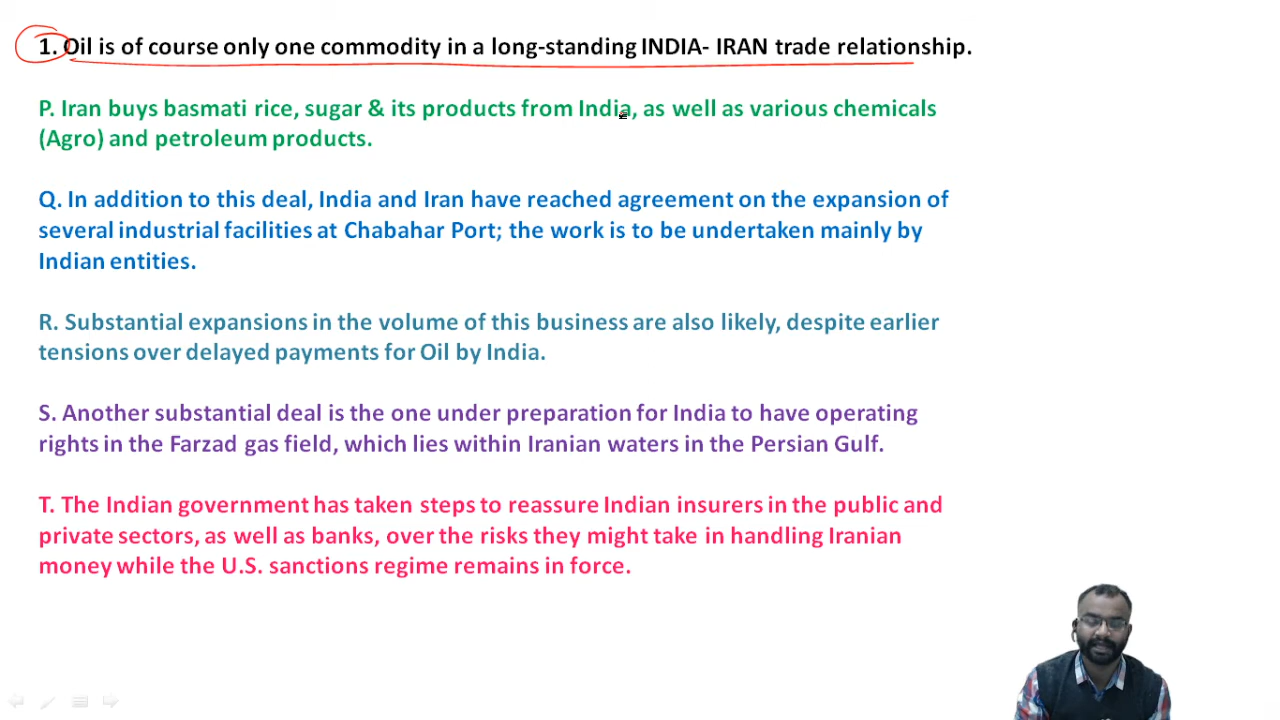 1. Oil is of course only one commodity in a long-standing INDIA- IRAN trade relationship.
P. Iran buys basmati rice, sugar & its products from India, as well as various chemicals
(Agro) and petroleum products.
Q. In addition to this deal, India and Iran have reached agreement on the expansion of
several industrial facilities at Chabahar Port; the work is to be undertaken mainly by
Indian entities.
R. Substantial expansions in the volume of this business are also likely, despite earlier
tensions over delayed payments for Oil by India.
S. Another substantial deal is the one under preparation for India to have operating
rights in the Farzad gas field, which lies within Iranian waters in the Persian Gulf.
T. The Indian government has taken steps to reassure Indian insurers in the public and
private sectors, as well as banks, over the risks they might take in handling Iranian
money while the U.S. sanctions regime remains in force.